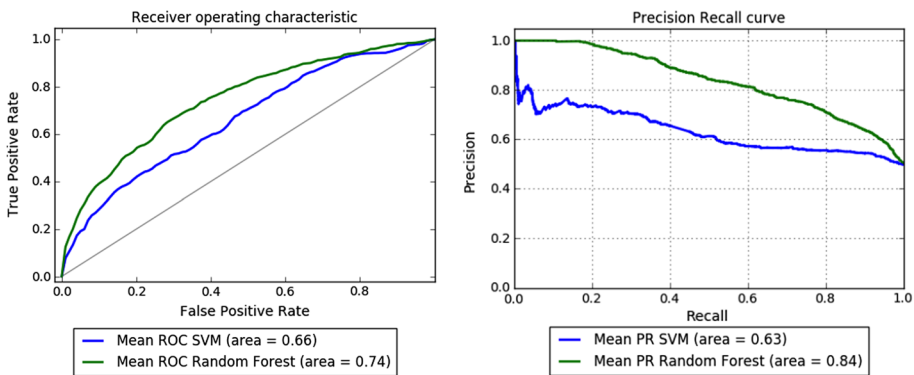 Receiver operating characteristic
True Positive Rate
1.0
0.8
0.6
0.4
0.2
0.0
0.0 0.2 0.4 0.6 0.8
False Positive Rate
Mean ROC SVM (area = 0.66)
Mean ROC Random Forest (area = 0.74)
Precision Recall curve
Precision
1.0
0.8
0.6
0.4
0.2
0.0
0.0 0.2 0.4 0.6 0.8 1.0
Recall
Mean PR SVM (area = 0.63)
Mean PR Random Forest (area = 0.84)